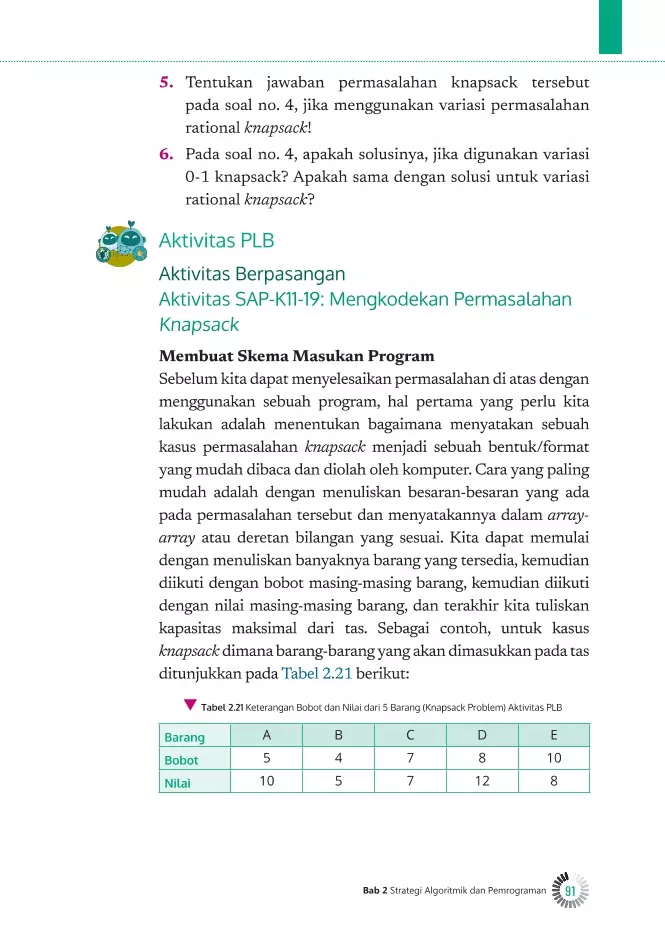 5. Tentukan jawaban permasalahan knapsack tersebut
pada soal no. 4, jika menggunakan variasi permasalahan
rational knapsack!
6. Pada soal no. 4, apakah solusinya, jika digunakan variasi
0-1 knapsack? Apakah sama dengan solusi untuk variasi
rational knapsack?
Aktivitas PLB
Aktivitas Berpasangan
Aktivitas SAP-K11-19: Mengkodekan Permasalahan
Knapsack
Membuat Skema Masukan Program
Sebelum kita dapat menyelesaikan permasalahan di atas dengan
menggunakan sebuah program, hal pertama yang perlu kita
lakukan adalah menentukan bagaimana menyatakan sebuah
kasus permasalahan knapsack menjadi sebuah bentuk/format
yang mudah dibaca dan diolah oleh komputer. Cara yang paling
mudah adalah dengan menuliskan besaran-besaran yang ada
pada permasalahan tersebut dan menyatakannya dalam array-
array atau deretan bilangan yang sesuai. Kita dapat memulai
dengan menuliskan banyaknya barang yang tersedia, kemudian
diikuti dengan bobot masing-masing barang, kemudian diikuti
dengan nilai masing-masing barang, dan terakhir kita tuliskan
kapasitas maksimal dari tas. Sebagai contoh, untuk kasus
knapsack dimana barang-barang yang akan dimasukkan pada tas
ditunjukkan pada Tabel 2.21 berikut:
Tabel 2.21 Keterangan Bobot dan Nilai dari 5 Barang (Knapsack Problem) Aktivitas PLB
Barang A B C D E
Bobot 5 4 7 8 10
Nilai 10 5 7 12 8
Bab 2 Strategi Algoritmik dan Pemrograman 91